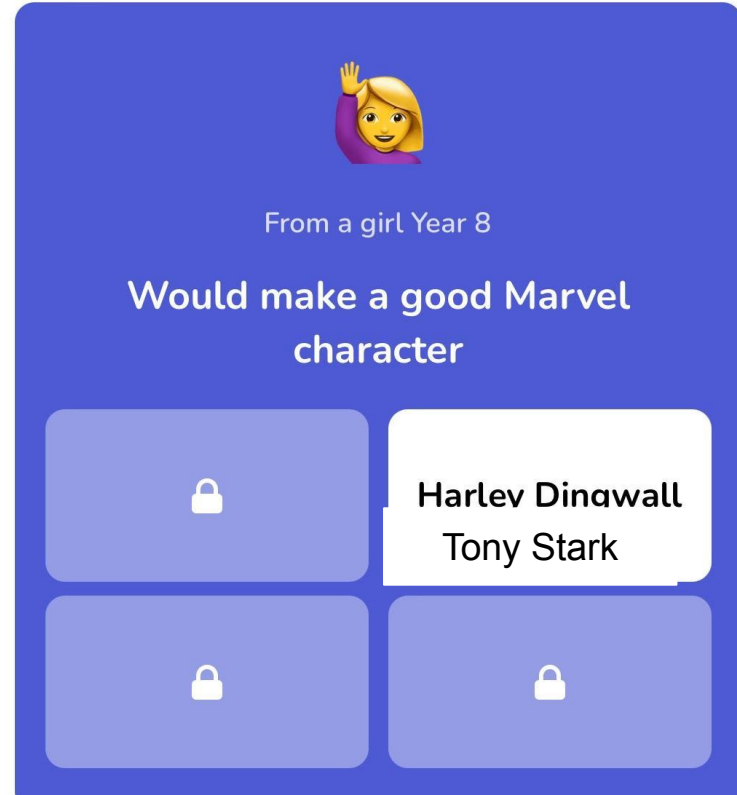 From a girl Year 8
Would make a good Marvel
character
Harley Dingwall
Tony Stark